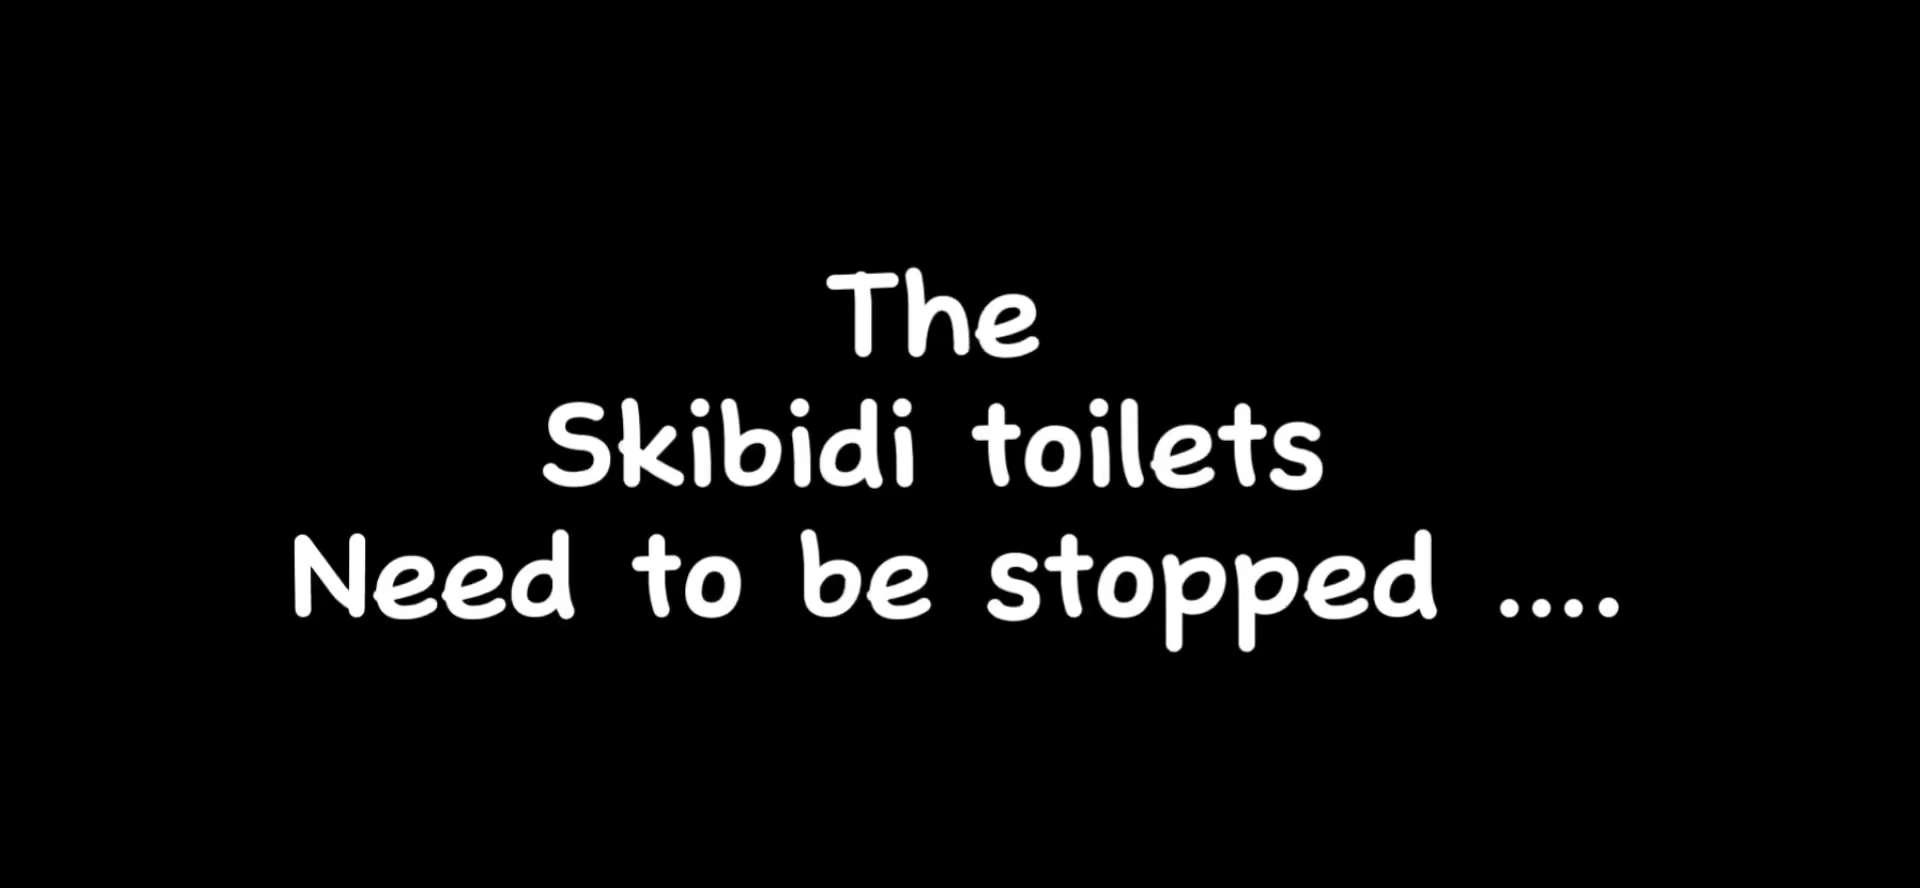 The
Skibidi toilets
Need to be stopped ....